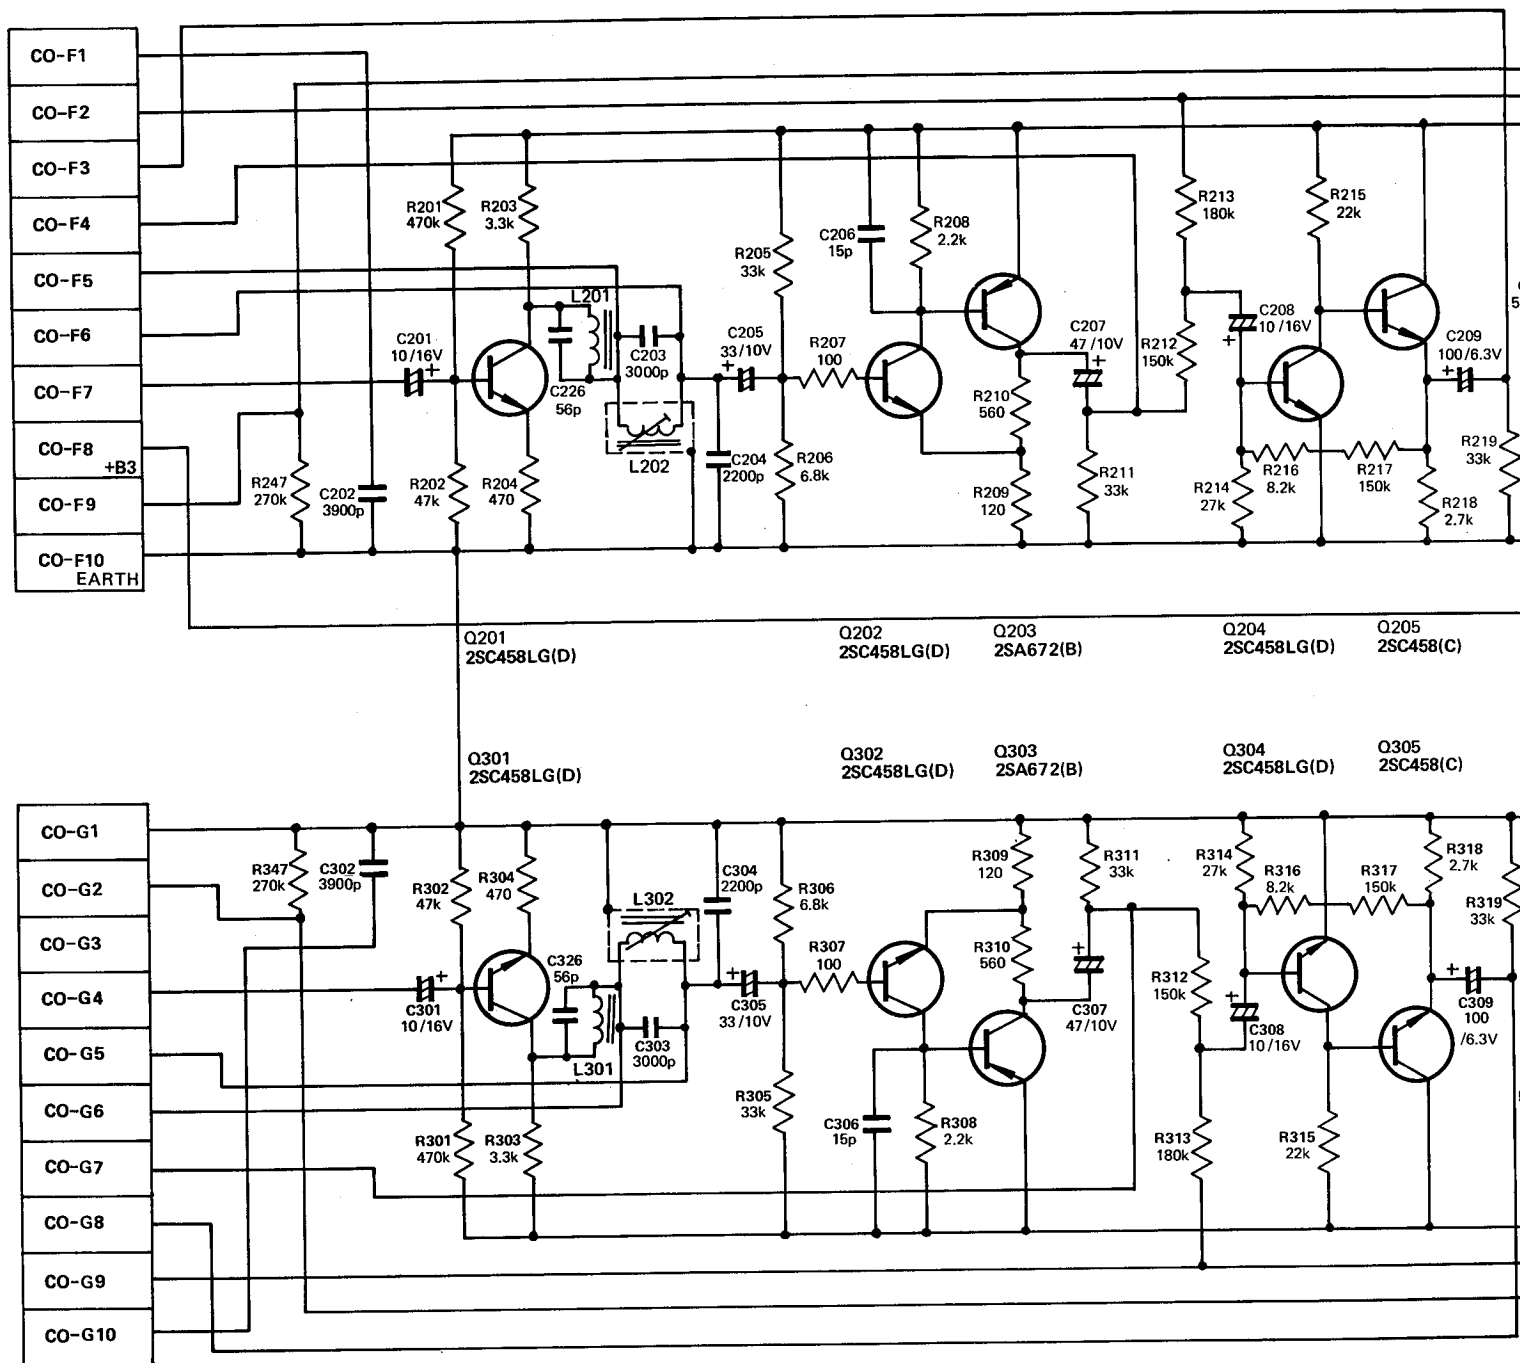 CO-F1
CO-F2
CO-F3
CO-F4
CO-F5
CO-F6
CO-F7
CO-F8
+B3
CO-F9
CO-F10
EARTH
R201
470k
R203
3.3k
L201
C201
10/16V
+
C226
56p
C203
3000p
L202
C205
33/10V
+
R205
33k
C206
15p
R208
2.2k
R207
100
C207
47/10V
+
R213
180k
R215
22k
R212
150k
C208
10/16V
+
C209
100/6.3V
+
R247
270k
C202
3900p
R202
47k
R204
470
C204
2200p
R206
6.8k
R210
560
R209
120
R211
33k
R214
27k
R216
8.2k
R217
150k
R218
2.7k
R219
33k
5
Q201
2SC458LG(D)
Q202
2SC458LG(D)
Q203
2SA672(B)
Q204
2SC458LG(D)
Q205
2SC458(C)
Q301
2SC458LG(D)
Q302
2SC458LG(D)
Q303
2SA672(B)
Q304
2SC458LG(D)
Q305
2SC458(C)
CO-G1
CO-G2
CO-G3
CO-G4
CO-G5
CO-G6
CO-G7
CO-G8
CO-G9
CO-G10
R347
270k
C302
3900p
R302
47k
R304
470
L302
C304
2200p
R306
6.8k
R309
120
R311
33k
R314
27k
R316
8.2k
R317
150k
R318
2.7k
R319
33k
C301
10/16V
+
C326
56p
L301
C303
3000p
C305
33/10V
+
R307
100
R310
560
C307
47/10V
+
R312
150k
C308
10/16V
+
C309
100
/6.3V
+
R301
470k
R303
3.3k
R305
33k
C306
15p
R308
2.2k
R313
180k
R315
22k